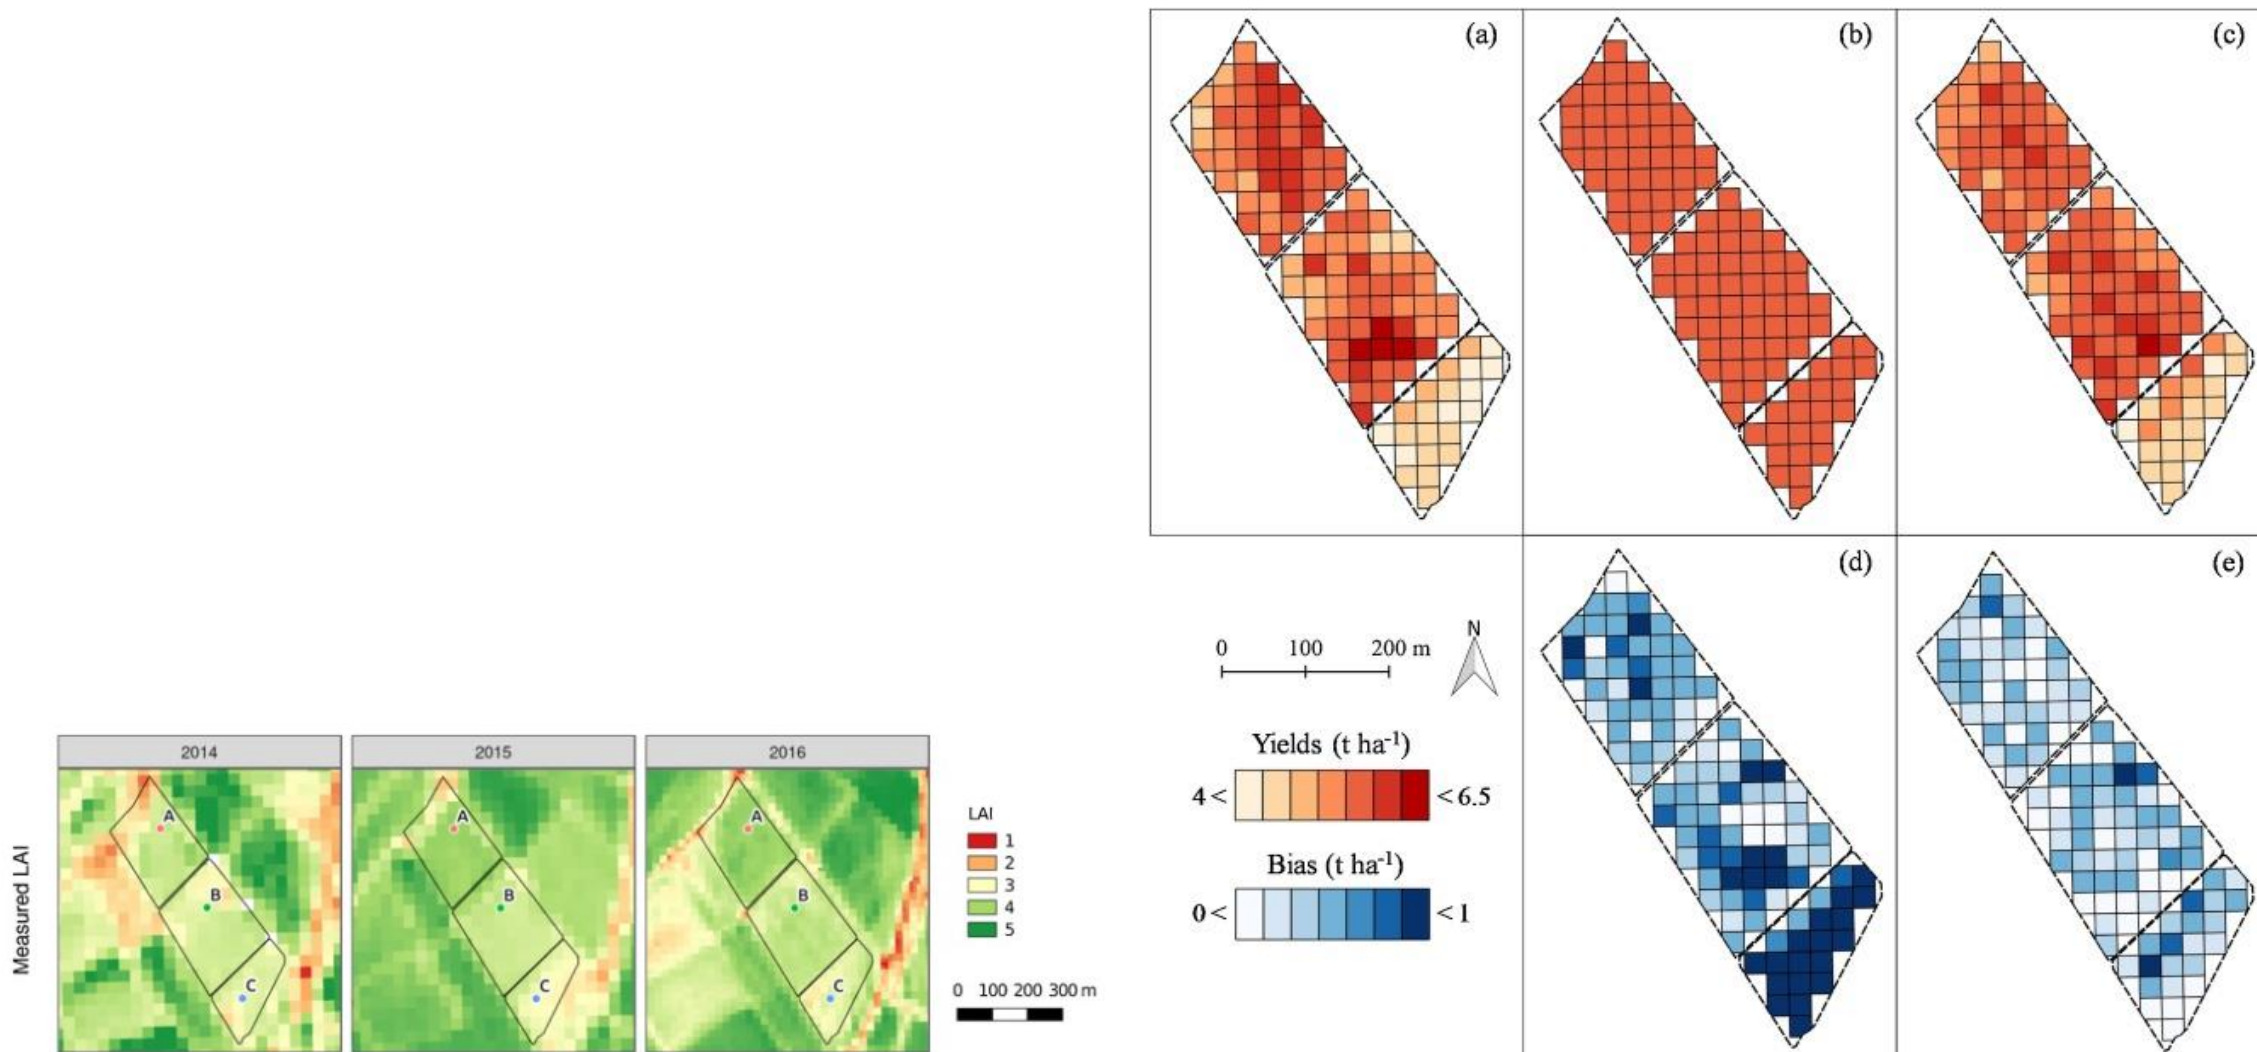 (a)
(b)
(c)
(d)
(e)
0 100 200 m
N
Yields (t ha-1)
4 < < 6.5
Bias (t ha-1)
0 < < 1
2014
2015
2016
Measured LAI
A
B
C
A
B
C
A
B
C
LAI
1
2
3
4
5
0 100 200 300 m